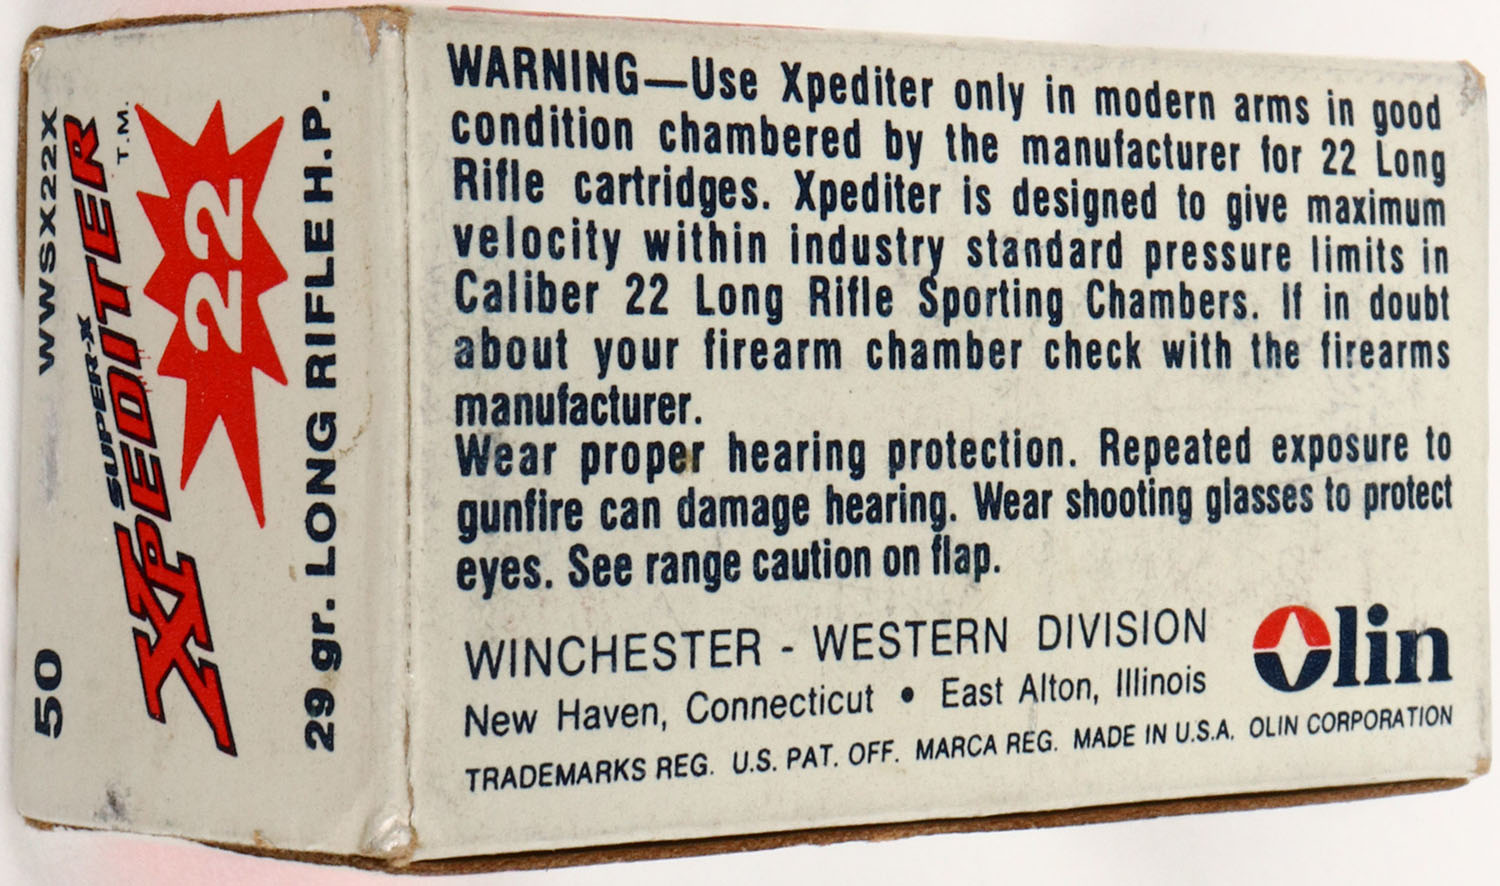 50 WWSX22X
SUPER-X
XPEDITER T.M.
22
29 gr. LONG RIFLE H.P.
WARNING—Use Xpediter only in modern arms in good
condition chambered by the manufacturer for 22 Long
Rifle cartridges. Xpediter is designed to give maximum
velocity within industry standard pressure limits in
Caliber 22 Long Rifle Sporting Chambers. If in doubt
about your firearm chamber check with the firearms
manufacturer.
Wear proper hearing protection. Repeated exposure to
gunfire can damage hearing. Wear shooting glasses to protect
eyes. See range caution on flap.
WINCHESTER - WESTERN DIVISION
New Haven, Connecticut • East Alton, Illinois
Olin
TRADEMARKS REG. U.S. PAT. OFF. MARCA REG. MADE IN U.S.A. OLIN CORPORATION